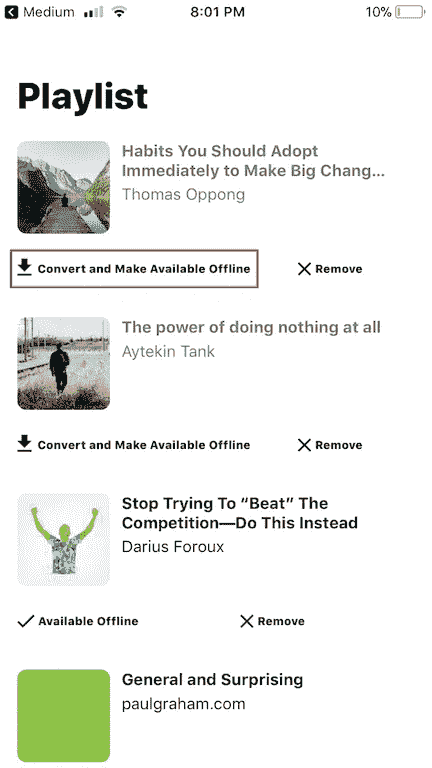 Medium 8:01 PM 10%
Playlist
Habits You Should Adopt
Immediately to Make Big Chang...
Thomas Oppong
Convert and Make Available Offline Remove
The power of doing nothing at all
Aytekin Tank
Convert and Make Available Offline Remove
Stop Trying To “Beat” The
Competition—Do This Instead
Darius Foroux
Available Offline Remove
General and Surprising
paulgraham.com